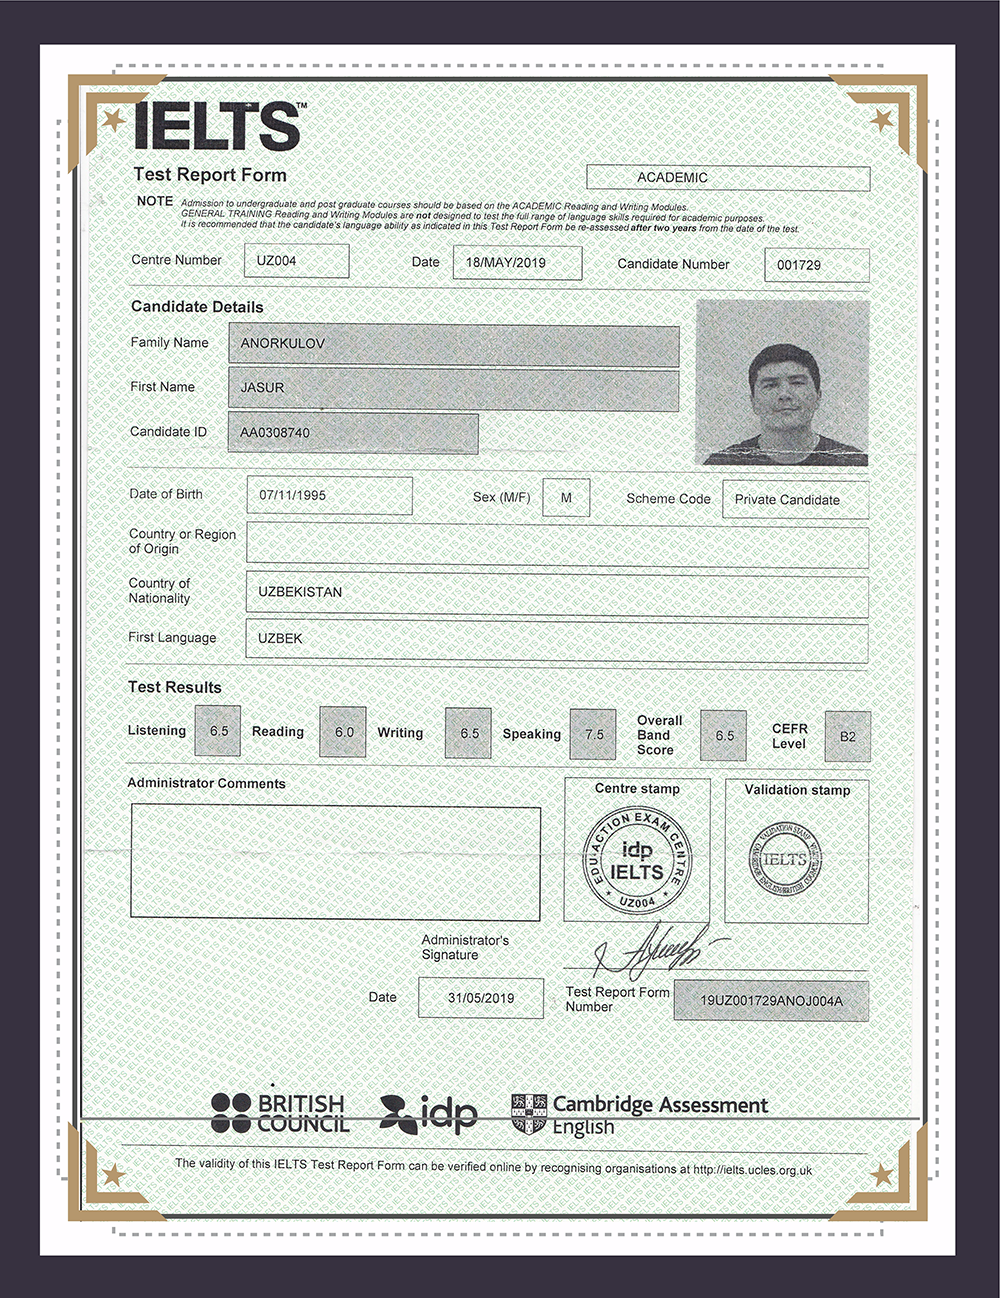 IELTS™
Test Report Form
ACADEMIC
NOTE Admission to undergraduate and post graduate courses should be based on the ACADEMIC Reading and Writing Modules.
GENERAL TRAINING Reading and Writing Modules are not designed to test the full range of language skills required for academic purposes.
It is recommended that the candidate's language ability as indicated in this Test Report Form be re-assessed after two years from the date of the test.
Centre Number UZ004 Date 18/MAY/2019 Candidate Number 001729
Candidate Details
Family Name ANORKULOV
First Name JASUR
Candidate ID AA0308740
Date of Birth 07/11/1995 Sex (M/F) M Scheme Code Private Candidate
Country or Region
of Origin
Country of
Nationality UZBEKISTAN
First Language UZBEK
Test Results
Listening 6.5 Reading 6.0 Writing 6.5 Speaking 7.5 Overall Band Score 6.5 CEFR Level B2
Administrator Comments
Centre stamp
EDU-ACTION EXAM CENTRE
idp
IELTS
UZ004
Validation stamp
VALIDATION STAMP
IELTS
Administrator's
Signature
Date 31/05/2019
Test Report Form
Number 19UZ001729ANOJ004A
BRITISH
COUNCIL
idp
Cambridge Assessment
English
The validity of this IELTS Test Report Form can be verified online by recognising organisations at http://ielts.ucles.org.uk